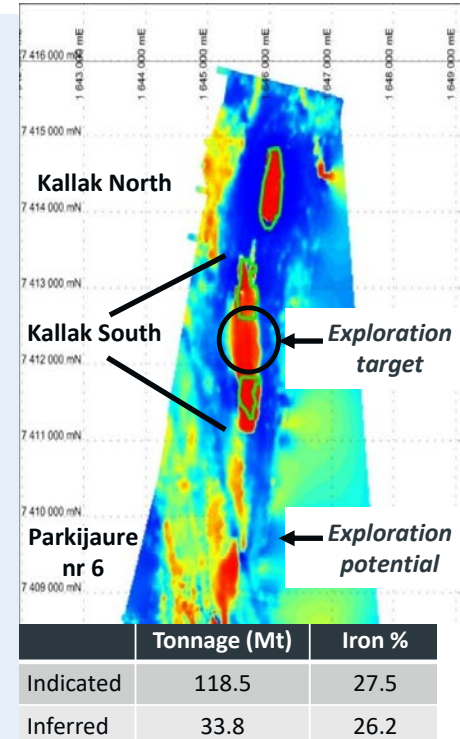 1 643 000 mE
1 644 000 mE
1 645 000 mE
1 646 000 mE
1 647 000 mE
1 648 000 mE
1 649 000 mE
7 416 000 mN
7 415 000 mN
Kallak North
7 414 000 mN
7 413 000 mN
Kallak South
Exploration
target
7 412 000 mN
7 411 000 mN
7 410 000 mN
Parkijaure
nr 6
Exploration
potential
7 409 000 mN
Tonnage (Mt) Iron %
Indicated 118.5 27.5
Inferred 33.8 26.2